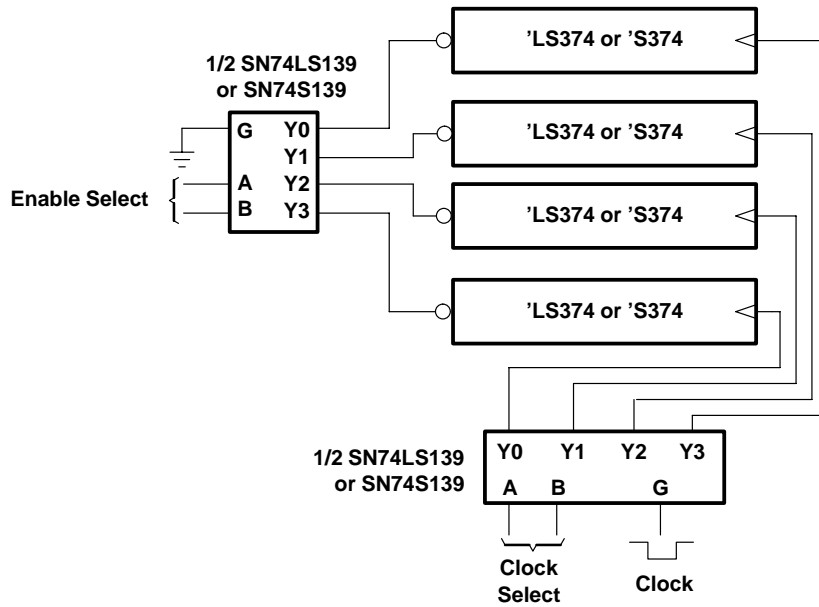 'LS374 or 'S374
1/2 SN74LS139
or SN74S139
G Y0
Y1
A Y2
B Y3
Enable Select
'LS374 or 'S374
'LS374 or 'S374
'LS374 or 'S374
1/2 SN74LS139
or SN74S139
Y0 Y1 Y2 Y3
A B G
Clock
Select
Clock